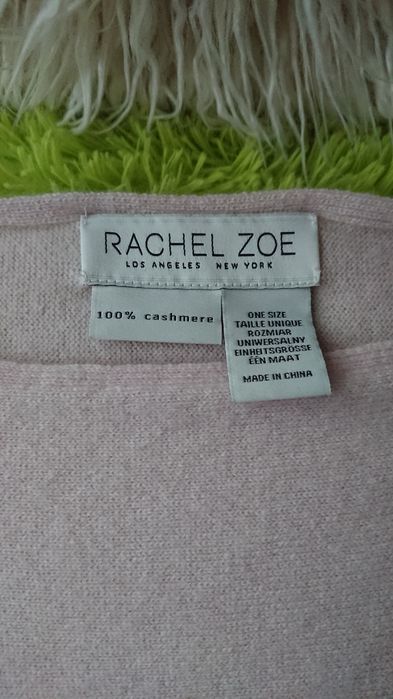 RACHEL ZOE
LOS ANGELES NEW YORK
100% cashmere
ONE SIZE
TAILLE UNIQUE
ROZMIAR
UNIWERSALNY
EINHEITSGRÖSSE
ÉÉN MAAT
MADE IN CHINA